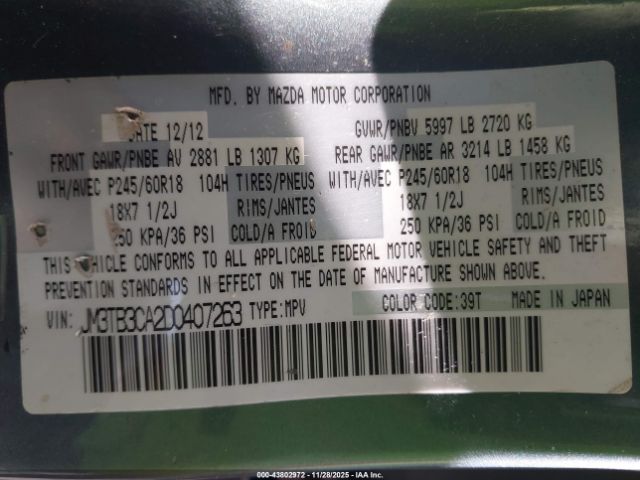 MFD. BY MAZDA MOTOR CORPORATION
DATE 12/12 GVWR/PNBV 5997 LB 2720 KG
FRONT GAWR/PNBE AV 2881 LB 1307 KG REAR GAWR/PNBE AR 3214 LB 1458 KG
WITH/AVEC P245/60R18 104H TIRES/PNEUS WITH/AVEC P245/60R18 104H TIRES/PNEUS
18X7 1/2J RIMS/JANTES 18X7 1/2J RIMS/JANTES
250 KPA/36 PSI COLD/A FROID 250 KPA/36 PSI COLD/A FROID
THIS VEHICLE CONFORMS TO ALL APPLICABLE FEDERAL MOTOR VEHICLE SAFETY AND THEFT
PREVENTION STANDARDS IN EFFECT ON THE DATE OF MANUFACTURE SHOWN ABOVE.
VIN: JM3TB3CA2D0407263 TYPE:MPV COLOR CODE:39T MADE IN JAPAN
000-43802972 - 11/28/2025 - IAA Inc.